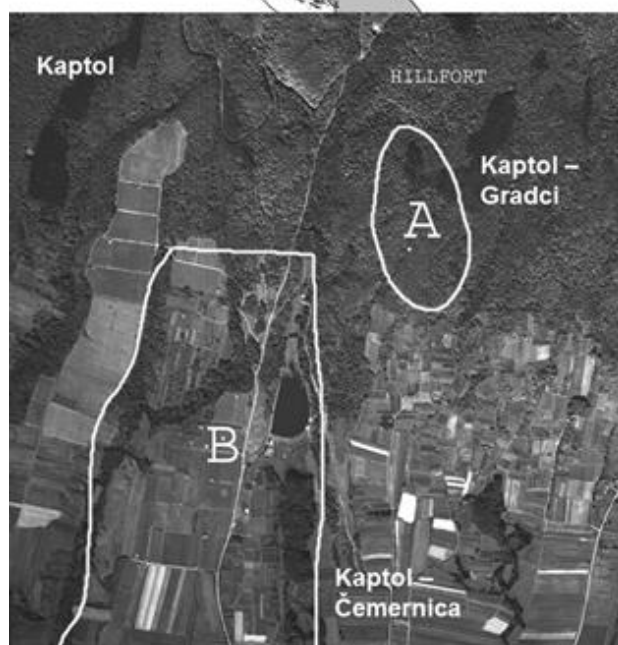 Kaptol
HILLFORT
Kaptol –
Gradci
A
B
Kaptol –
Čemernica